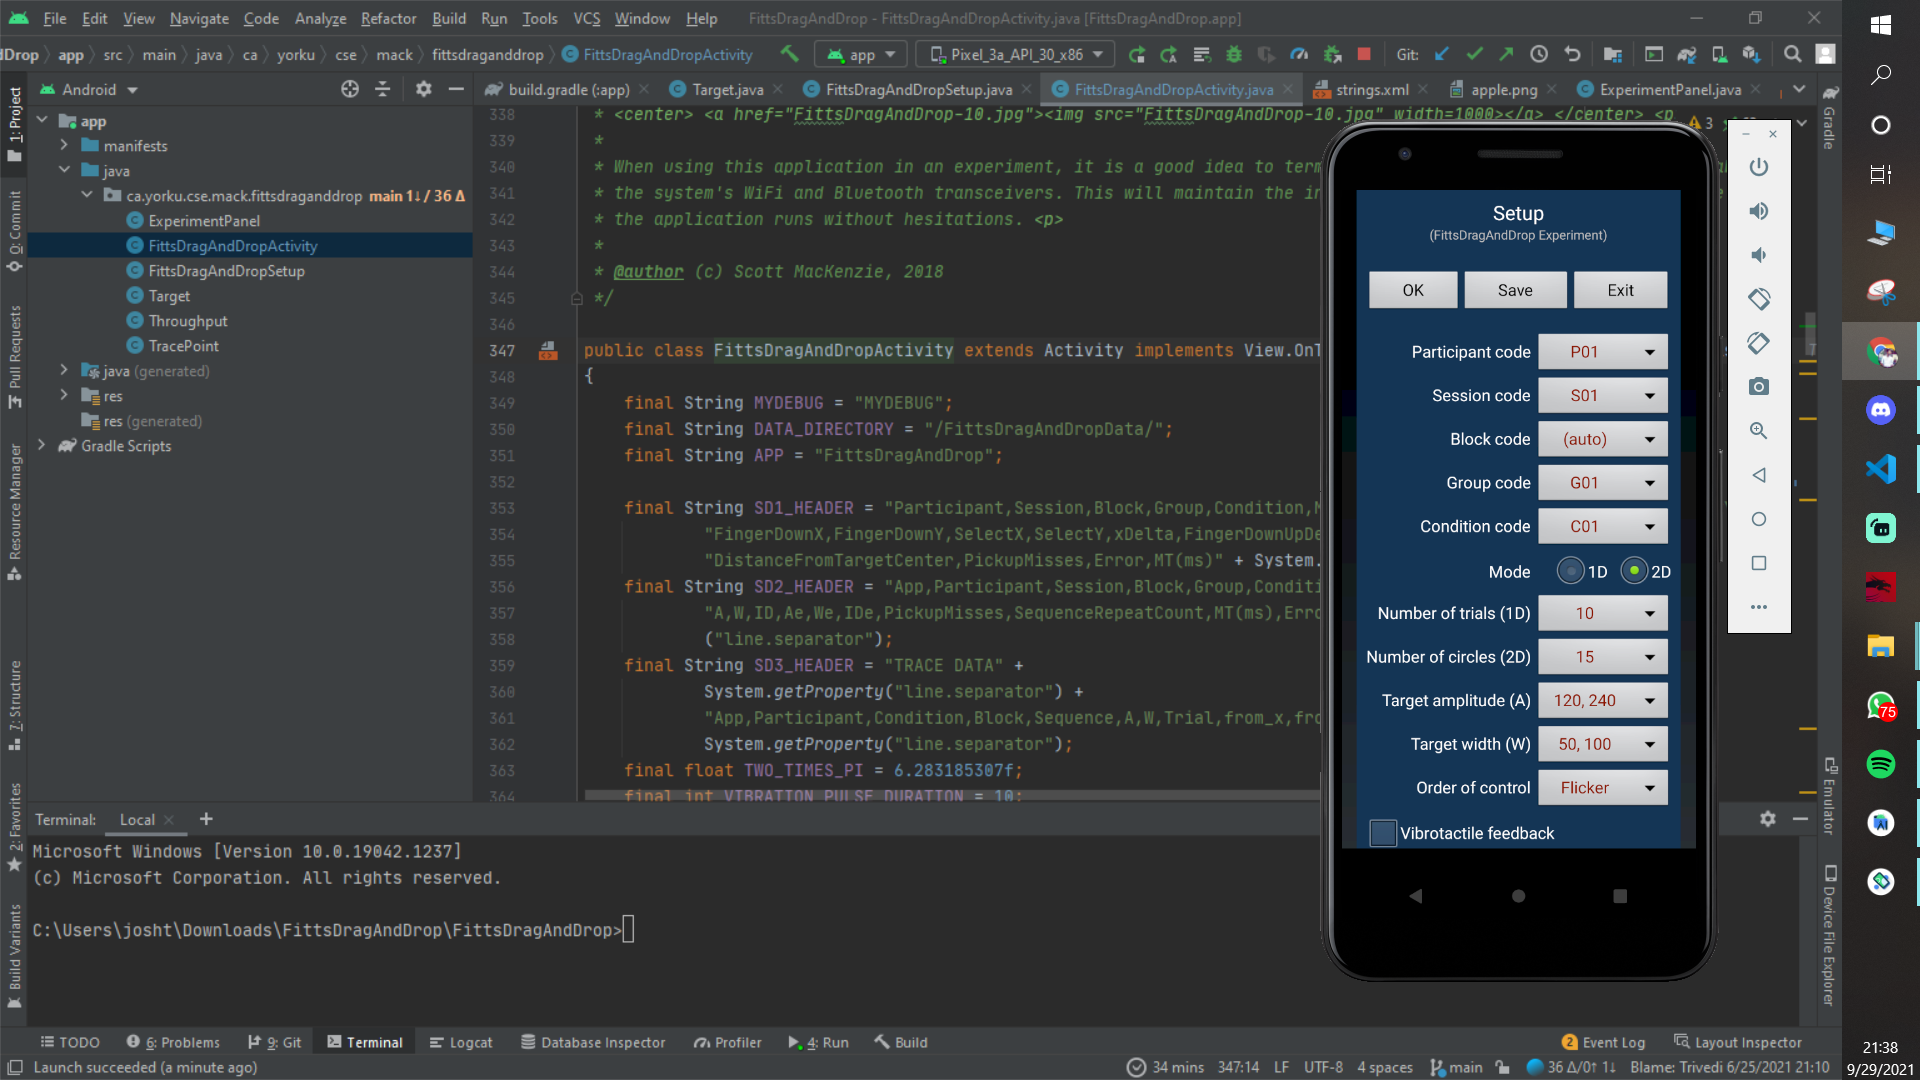 File Edit View Navigate Code Analyze Refactor Build Run Tools VCS Window Help FittsDragAndDrop - FittsDragAndDropActivity.java [FittsDragAndDrop.app]
dDrop app src main java ca yorku cse mack fittsdraganddrop FittsDragAndDropActivity app Pixel_3a_API_30_x86 Git:
Android
build.gradle (:app) Target.java FittsDragAndDropSetup.java FittsDragAndDropActivity.java strings.xml apple.png ExperimentPanel.java
1: Project
0: Commit
Pull Requests
Resource Manager
7: Structure
2: Favorites
Build Variants
app
manifests
java
ca.yorku.cse.mack.fittsdraganddrop main 1↓ / 36 Δ
ExperimentPanel
FittsDragAndDropActivity
FittsDragAndDropSetup
Target
Throughput
TracePoint
java (generated)
res
res (generated)
Gradle Scripts
338 * <center> <a href="FittsDragAndDrop-10.jpg"><img src="FittsDragAndDrop-10.jpg" width=1000></a> </center> <p
339 *
340 * When using this application in an experiment, it is a good idea to term
341 * the system's WiFi and Bluetooth transceivers. This will maintain the in
342 * the application runs without hesitations. <p>
343 *
344 * @author (c) Scott MacKenzie, 2018
345 */
346
347 public class FittsDragAndDropActivity extends Activity implements View.OnT
348 {
349 final String MYDEBUG = "MYDEBUG";
350 final String DATA_DIRECTORY = "/FittsDragAndDropData/";
351 final String APP = "FittsDragAndDrop";
352
353 final String SD1_HEADER = "Participant,Session,Block,Group,Condition,M
354 "FingerDownX,FingerDownY,SelectX,SelectY,xDelta,FingerDownUpDe
355 "DistanceFromTargetCenter,PickupMisses,Error,MT(ms)" + System.
356 final String SD2_HEADER = "App,Participant,Session,Block,Group,Conditi
357 "A,W,ID,Ae,We,IDe,PickupMisses,SequenceRepeatCount,MT(ms),Erro
358 ("line.separator");
359 final String SD3_HEADER = "TRACE DATA" +
360 System.getProperty("line.separator") +
361 "App,Participant,Condition,Block,Sequence,A,W,Trial,from_x,fro
362 System.getProperty("line.separator");
363 final float TWO_TIMES_PI = 6.283185307f;
364 final int VIBRATION_PULSE_DURATION = 10;
3
Setup
(FittsDragAndDrop Experiment)
OK Save Exit
Participant code P01
Session code S01
Block code (auto)
Group code G01
Condition code C01
Mode 1D 2D
Number of trials (1D) 10
Number of circles (2D) 15
Target amplitude (A) 120, 240
Target width (W) 50, 100
Order of control Flicker
Vibrotactile feedback
Gradle
Emulator
Device File Explorer
75
Terminal: Local +
Microsoft Windows [Version 10.0.19042.1237]
(c) Microsoft Corporation. All rights reserved.
C:\Users\josht\Downloads\FittsDragAndDrop\FittsDragAndDrop>
TODO 6: Problems 9: Git Terminal Logcat Database Inspector Profiler 4: Run Build 2 Event Log Layout Inspector
Launch succeeded (a minute ago) 34 mins 347:14 LF UTF-8 4 spaces main 36 Δ/0↑ 1↓ Blame: Trivedi 6/25/2021 21:10
21:38
9/29/2021